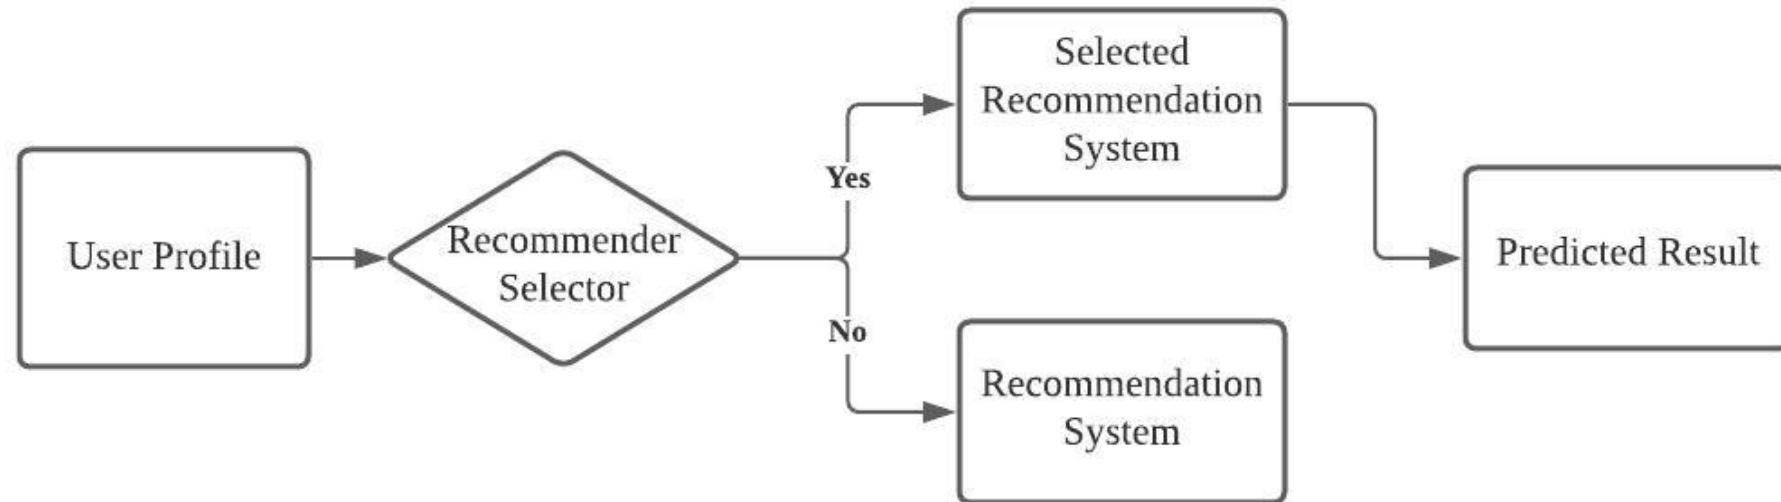 User Profile
Recommender
Selector
Yes
No
Selected
Recommendation
System
Recommendation
System
Predicted Result